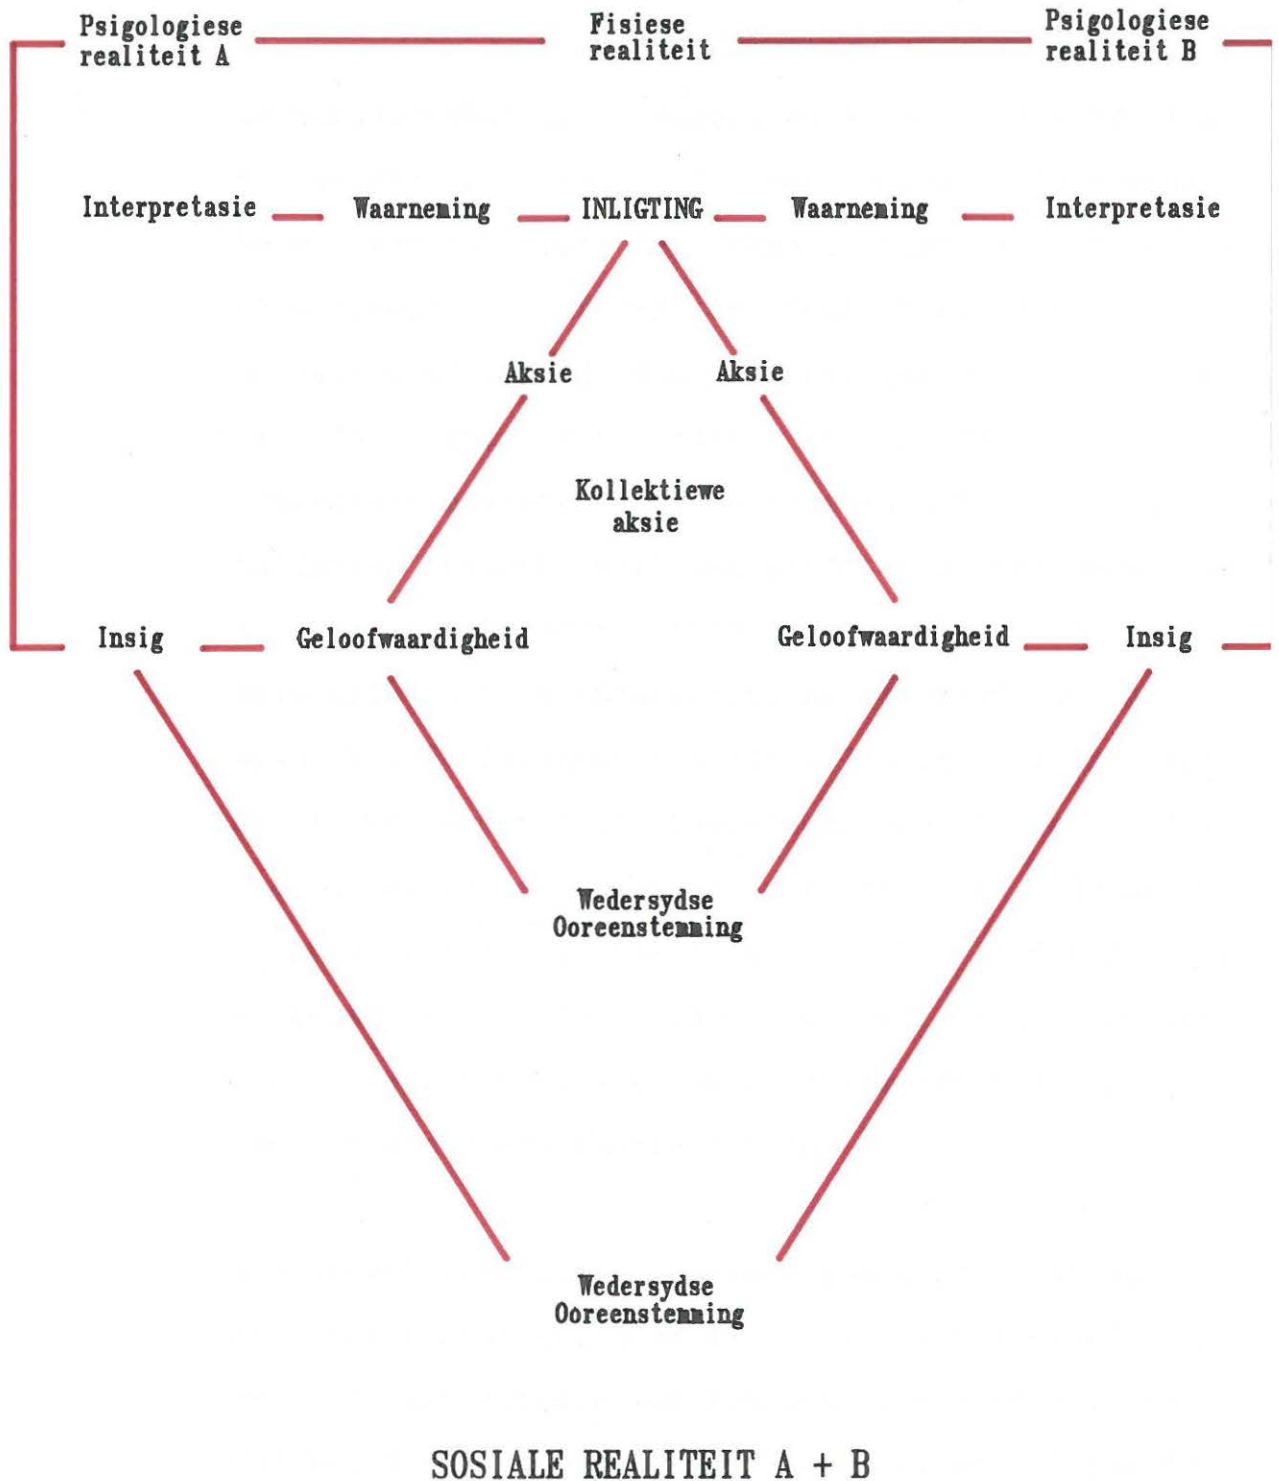 Psigologiese
realiteit A
Fisiese
realiteit
Psigologiese
realiteit B
Interpretasie
Waarneming
INLIGTING
Waarneming
Interpretasie
Aksie
Aksie
Kollektiewe
aksie
Insig
Geloofwaardigheid
Geloofwaardigheid
Insig
Wedersydse
Ooreenstemming
Wedersydse
Ooreenstemming
SOSIALE REALITEIT A + B